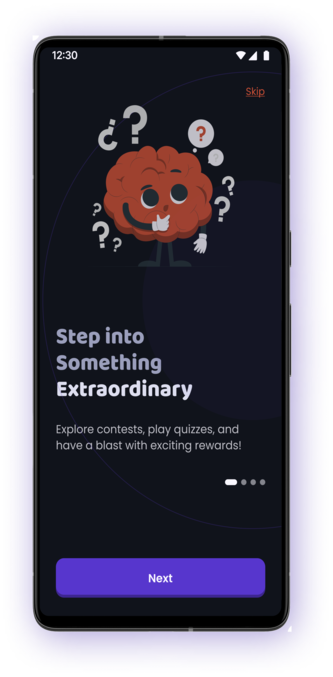 12:30
Skip
¿?
?
?
?
?
?
?
?
Step into
Something
Extraordinary
Explore contests, play quizzes, and
have a blast with exciting rewards!
Next